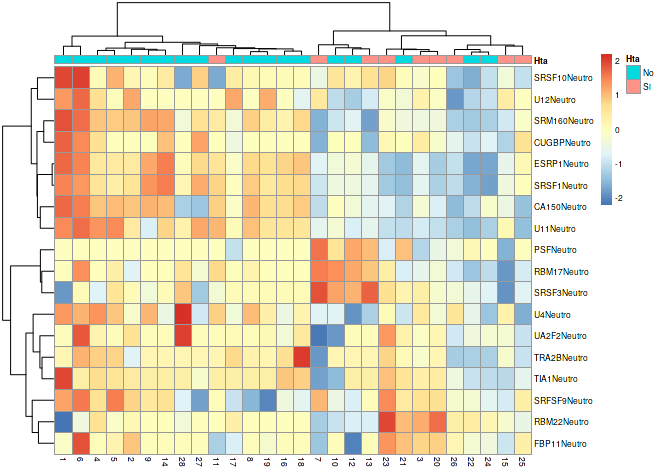 Hta
SRSF10Neutro
U12Neutro
SRM160Neutro
CUGBPNeutro
ESRP1Neutro
SRSF1Neutro
CA150Neutro
U11Neutro
PSFNeutro
RBM17Neutro
SRSF3Neutro
U4Neutro
UA2F2Neutro
TRA2BNeutro
TIA1Neutro
SRFSF9Neutro
RBM22Neutro
FBP11Neutro
1 6 4 5 2 9 14 28 27 11 17 8 19 16 18 7 10 12 13 23 21 3 20 26 22 24 15 25
2
1
0
-1
-2
Hta
No
SI